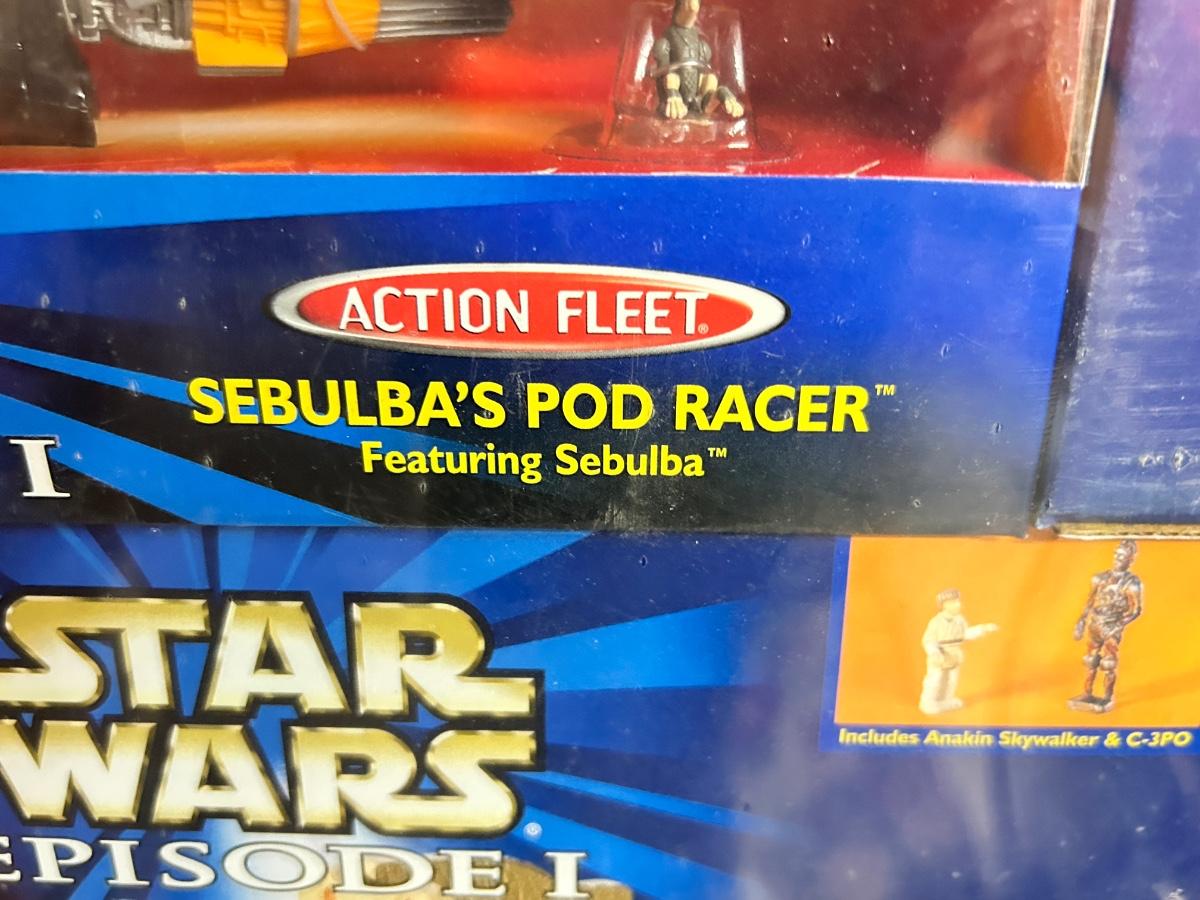 ACTION FLEET®
SEBULBA'S POD RACER™
Featuring Sebulba™
I
STAR
WARS®
EPISODE I
Includes Anakin Skywalker & C-3PO